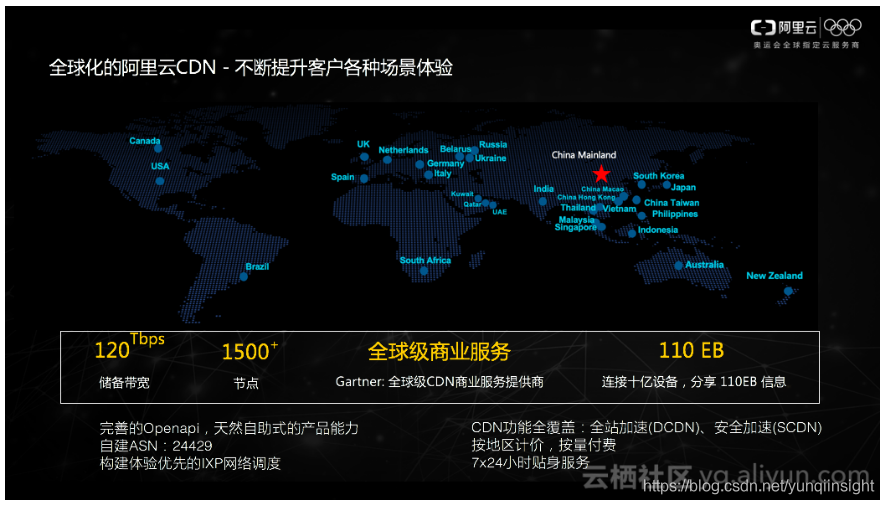 阿里云
奥运会全球指定云服务商
全球化的阿里云CDN - 不断提升客户各种场景体验
Canada
USA
Brazil
UK
Netherlands
Belarus
Russia
Ukraine
Germany
Italy
Spain
Kuwait
Qatar
UAE
South Africa
India
China Mainland
China Macao
China Hong Kong
South Korea
Japan
China Taiwan
Thailand
Vietnam
Philippines
Malaysia
Singapore
Indonesia
Australia
New Zealand
120Tbps
储备带宽
1500+
节点
全球级商业服务
Gartner: 全球级CDN商业服务提供商
110 EB
连接十亿设备，分享 110EB 信息
完善的Openapi，天然自助式的产品能力
自建ASN：24429
构建体验优先的IXP网络调度
CDN功能全覆盖：全站加速(DCDN)、安全加速(SCDN)
按地区计价，按量付费
7x24小时贴身服务
云栖社区 yq.aliyun.com
https://blog.csdn.net/yunqiinsight